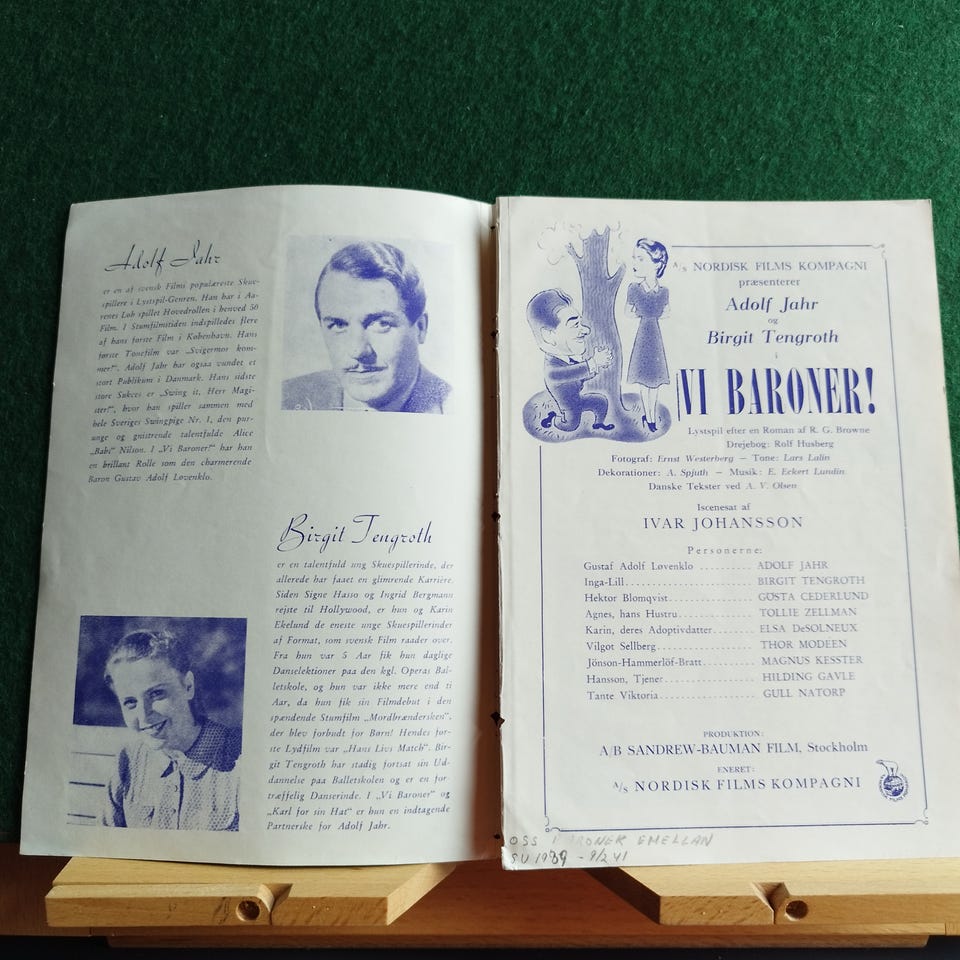 Adolf Jahr
er en af svensk Films populæreste Skue-
spillere i Lystspil-Genren. Han har i Aa-
renes Løb spillet Hovedrollen i henved 50
Film. I Stumfilmstiden indspilledes flere
af hans første Film i København. Hans
første Tonefilm var „Svigermor kom-
mer!". Adolf Jahr har ogsaa vundet et
stort Publikum i Danmark. Hans sidste
store Sukces er „Swing it, Herr Magi-
ster!", hvor han spiller sammen med
hele Sveriges Swingpige Nr. 1, den pur-
unge og gnistrende talentfulde Alice
„Babs" Nilson. I „Vi Baroner!" har han
en brillant Rolle som den charmerende
Baron Gustav Adolf Løvenklo.
Birgit Tengroth
er en talentfuld ung Skuespillerinde, der
allerede har faaet en glimrende Karrière.
Siden Signe Hasso og Ingrid Bergmann
rejste til Hollywood, er hun og Karin
Ekelund de eneste unge Skuespillerinder
af Format, som svensk Film raader over.
Fra hun var 5 Aar fik hun daglige
Danselektioner paa den kgl. Operas Bal-
letskole, og hun var ikke mere end ti
Aar, da hun fik sin Filmdebut i den
spændende Stumfilm „Mordbrændersken",
der blev forbudt for Børn! Hendes før-
ste Lydfilm var „Hans Livs Match". Bir-
git Tengroth har stadig fortsat sin Ud-
dannelse paa Balletskolen og er en for-
træffelig Danserinde. I „Vi Baroner" og
„Karl for sin Hat" er hun en indtagende
Partnerske for Adolf Jahr.
A/s NORDISK FILMS KOMPAGNI
præsenterer
Adolf Jahr
og
Birgit Tengroth
i
VI BARONER!
Lystspil efter en Roman af R. G. Browne
Drejebog: Rolf Husberg
Fotograf: Ernst Westerberg — Tone: Lars Lalin
Dekorationer: A. Spjuth — Musik: E. Eckert Lundin
Danske Tekster ved A. V. Olsen
Iscenesat af
IVAR JOHANSSON
Personerne:
Gustaf Adolf Løvenklo .......... ADOLF JAHR
Inga-Lill.......................... BIRGIT TENGROTH
Hektor Blomqvist................ GÖSTA CEDERLUND
Agnes, hans Hustru.............. TOLLIE ZELLMAN
Karin, deres Adoptivdatter........ ELSA DeSOLNEUX
Vilgot Sellberg.................... THOR MODEEN
Jönson-Hammerlöf-Bratt.......... MAGNUS KESSTER
Hansson, Tjener.................. HILDING GAVLE
Tante Viktoria.................... GULL NATORP
PRODUKTION:
A/B SANDREW-BAUMAN FILM, Stockholm
ENERET:
A/s NORDISK FILMS KOMPAGNI
OSS BARONER EMELLAN
SV 1939 - 9/2 41